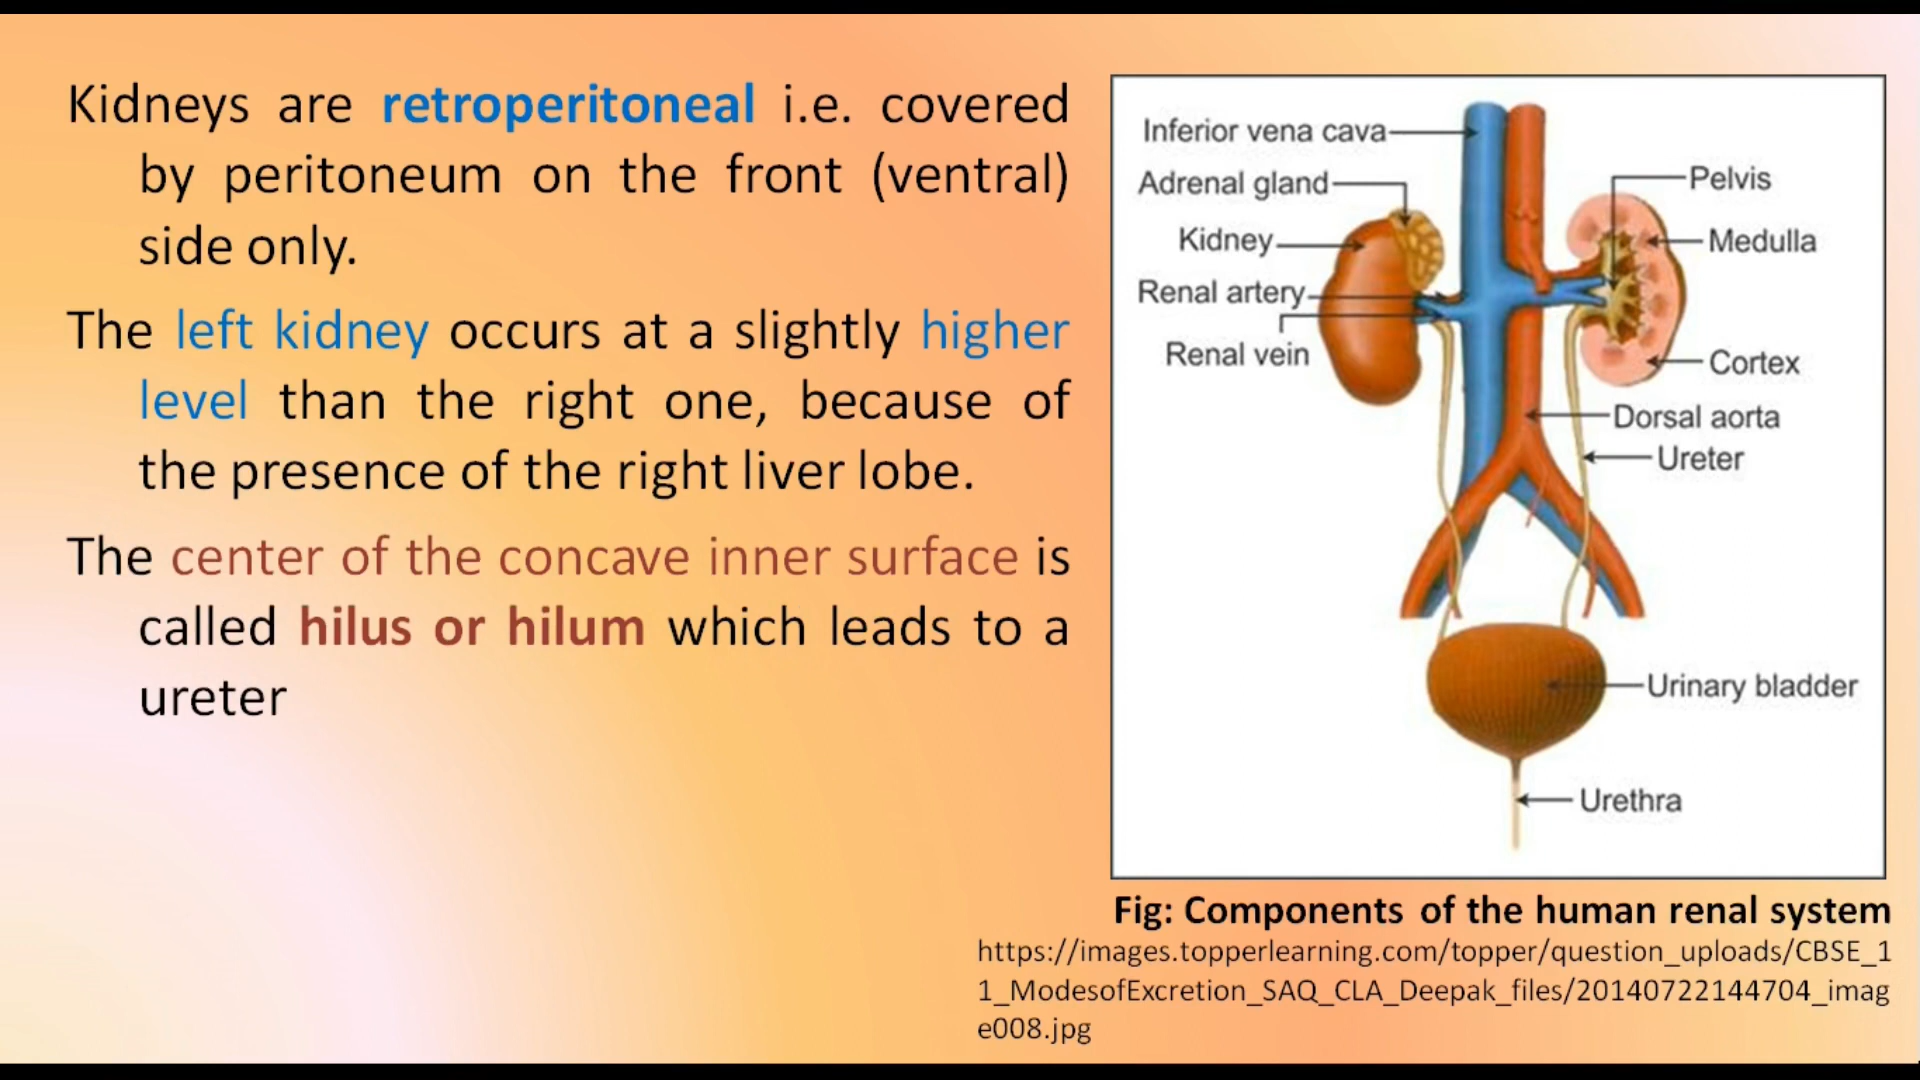 Kidneys are retroperitoneal i.e. covered
by peritoneum on the front (ventral)
side only.
The left kidney occurs at a slightly higher
level than the right one, because of
the presence of the right liver lobe.
The center of the concave inner surface is
called hilus or hilum which leads to a
ureter
Inferior vena cava
Adrenal gland
Kidney
Renal artery
Renal vein
Pelvis
Medulla
Cortex
Dorsal aorta
Ureter
Urinary bladder
Urethra
Fig: Components of the human renal system
https://images.topperlearning.com/topper/question_uploads/CBSE_1
1_ModesofExcretion_SAQ_CLA_Deepak_files/20140722144704_imag
e008.jpg